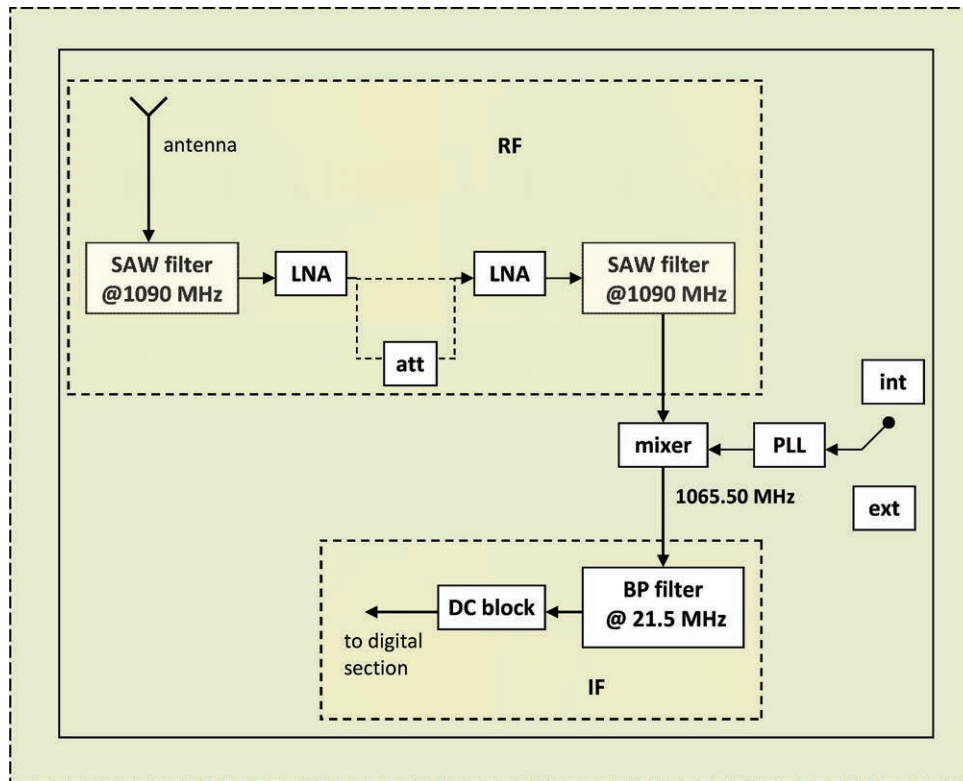 antenna
RF
SAW filter
@1090 MHz
LNA
LNA
SAW filter
@1090 MHz
att
int
mixer
PLL
1065.50 MHz
ext
BP filter
@ 21.5 MHz
DC block
to digital
section
IF